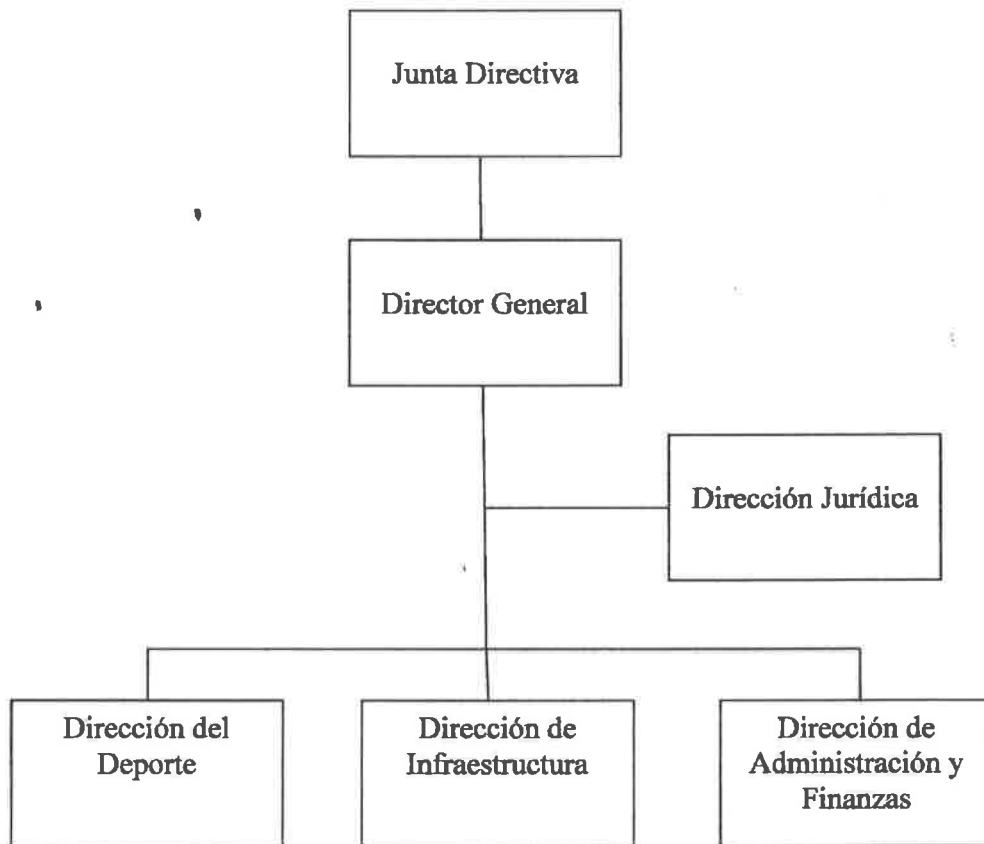 Junta Directiva
Director General
Dirección Jurídica
Dirección del
Deporte
Dirección de
Infraestructura
Dirección de
Administración y
Finanzas